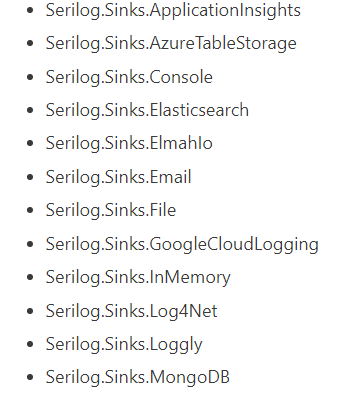 • Serilog.Sinks.ApplicationInsights
• Serilog.Sinks.AzureTableStorage
• Serilog.Sinks.Console
• Serilog.Sinks.Elasticsearch
• Serilog.Sinks.ElmahIo
• Serilog.Sinks.Email
• Serilog.Sinks.File
• Serilog.Sinks.GoogleCloudLogging
• Serilog.Sinks.InMemory
• Serilog.Sinks.Log4Net
• Serilog.Sinks.Loggly
• Serilog.Sinks.MongoDB